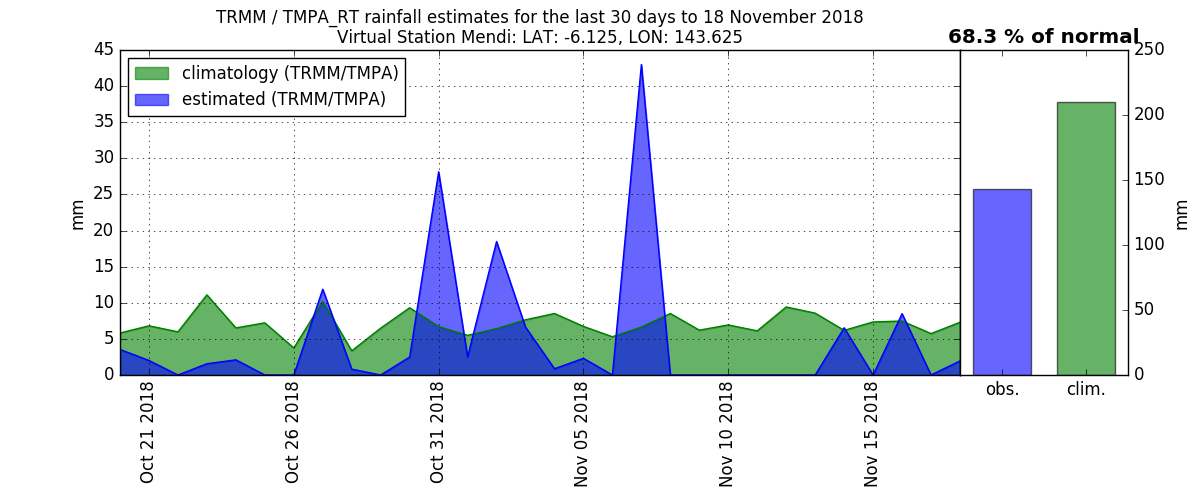 TRMM / TMPA_RT rainfall estimates for the last 30 days to 18 November 2018
Virtual Station Mendi: LAT: -6.125, LON: 143.625
68.3 % of normal
climatology (TRMM/TMPA)
estimated (TRMM/TMPA)
mm
45
40
35
30
25
20
15
10
5
0
Oct 21 2018
Oct 26 2018
Oct 31 2018
Nov 05 2018
Nov 10 2018
Nov 15 2018
obs.
clim.
250
200
150
100
50
0
mm